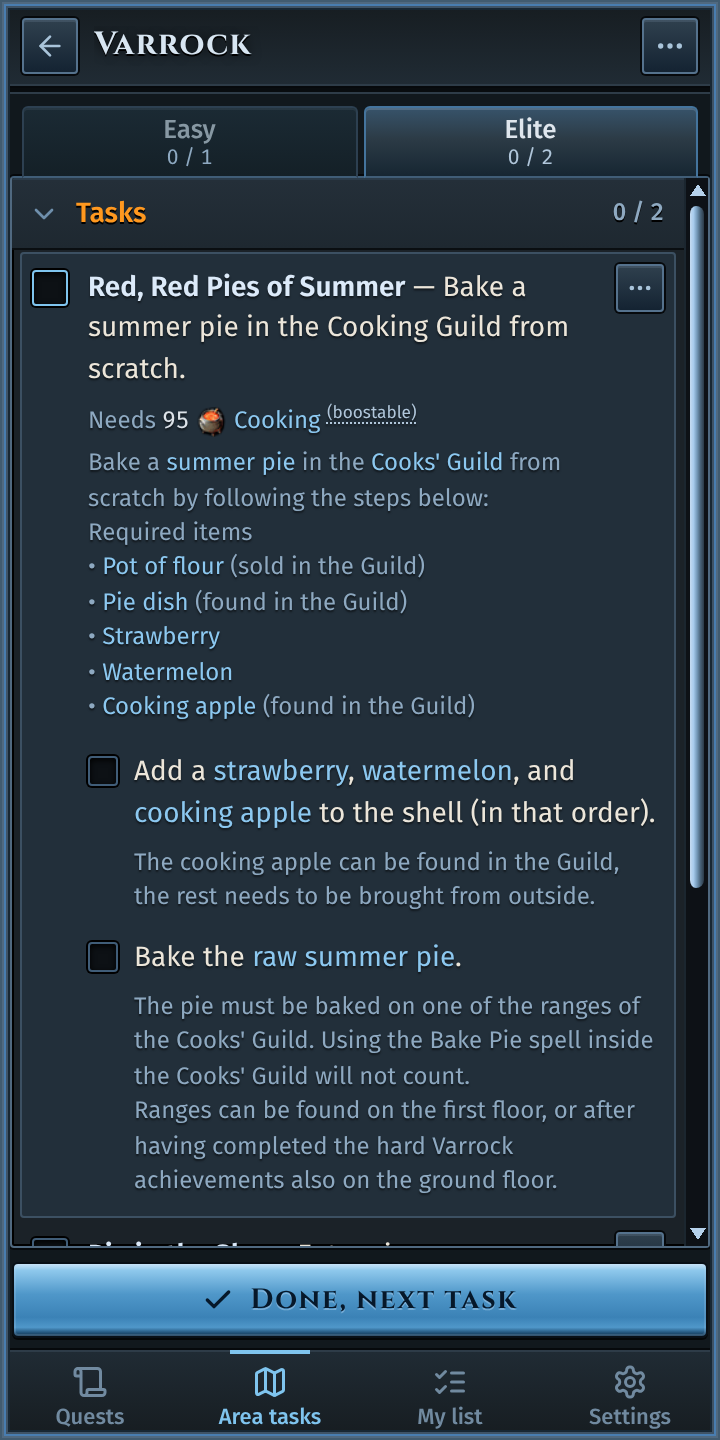 Varrock
Easy
0 / 1
Elite
0 / 2
Tasks
0 / 2
Red, Red Pies of Summer — Bake a
summer pie in the Cooking Guild from
scratch.
Needs 95 Cooking (boostable)
Bake a summer pie in the Cooks' Guild from
scratch by following the steps below:
Required items
• Pot of flour (sold in the Guild)
• Pie dish (found in the Guild)
• Strawberry
• Watermelon
• Cooking apple (found in the Guild)
Add a strawberry, watermelon, and
cooking apple to the shell (in that order).
The cooking apple can be found in the Guild,
the rest needs to be brought from outside.
Bake the raw summer pie.
The pie must be baked on one of the ranges of
the Cooks' Guild. Using the Bake Pie spell inside
the Cooks' Guild will not count.
Ranges can be found on the first floor, or after
having completed the hard Varrock
achievements also on the ground floor.
Done, next task
Quests
Area tasks
My list
Settings